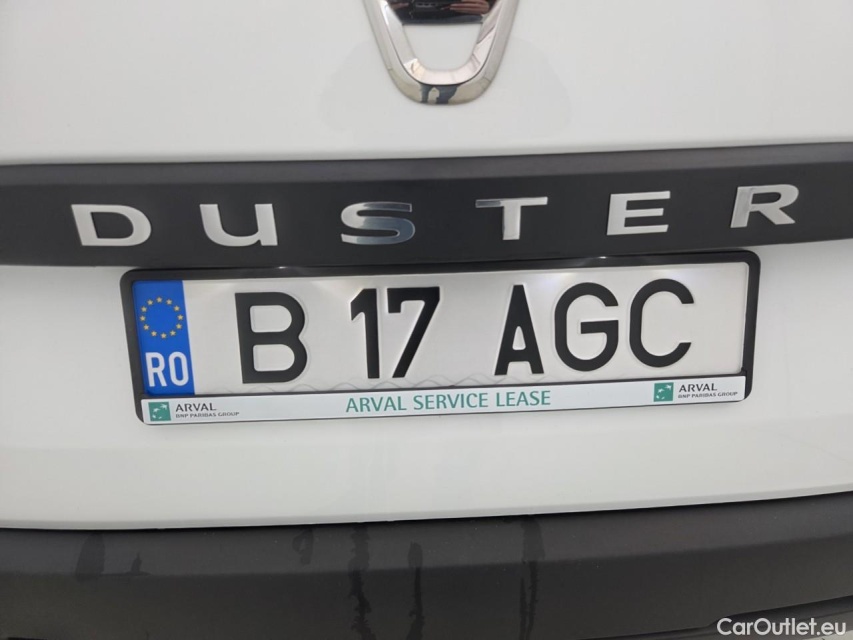 DUSTER
RO B 17 AGC
ARVAL
BNP PARIBAS GROUP
ARVAL SERVICE LEASE
ARVAL
BNP PARIBAS GROUP
CarOutlet.eu